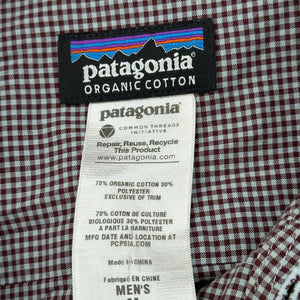 patagonia
ORGANIC COTTON
patagonia
COMMON THREADS
INITIATIVE
Repair, Reuse, Recycle
This Product
www.patagonia.com
70% ORGANIC COTTON 30%
POLYESTER
EXCLUSIVE OF TRIM
70% COTON DE CULTURE
BIOLOGIQUE 30% POLYESTER
A PART LA GARNITURE
MFG DATE AND LOCATION AT
PCPSIA.COM
Made in CHINA
Fabriqué EN CHINE
MEN'S
M